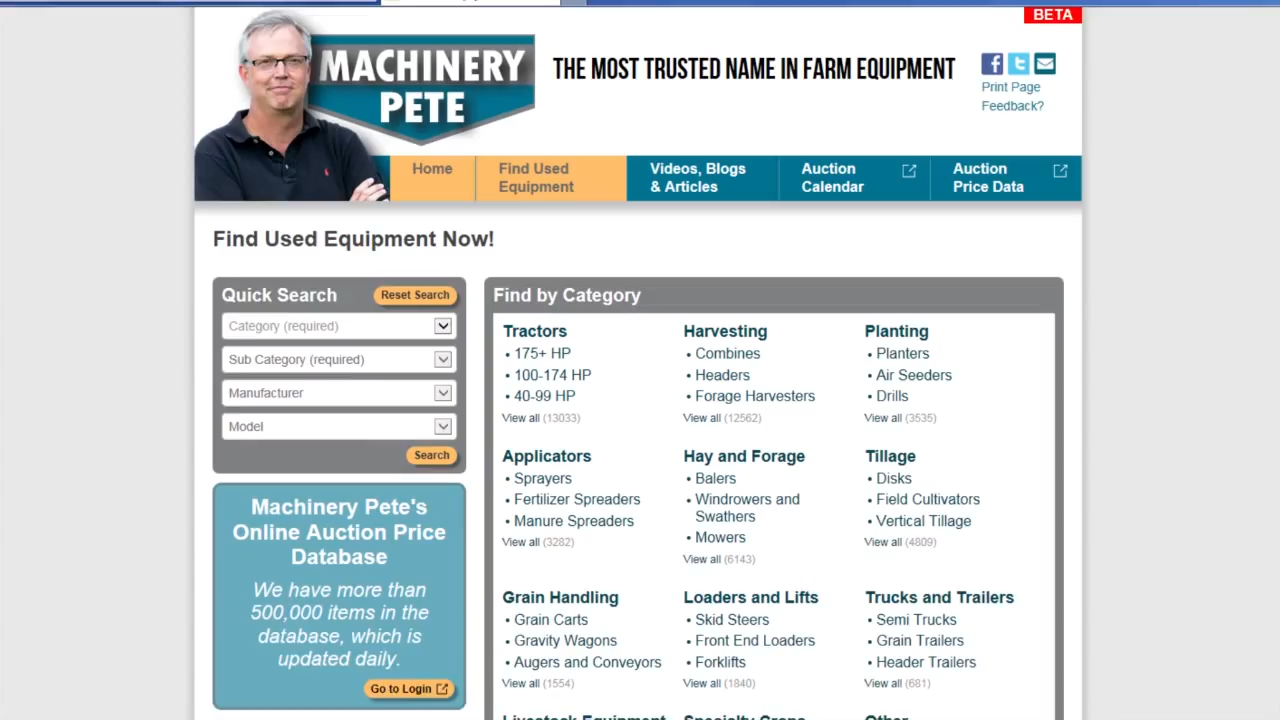 BETA
MACHINERY
PETE
THE MOST TRUSTED NAME IN FARM EQUIPMENT
Print Page
Feedback?
Home
Find Used
Equipment
Videos, Blogs
& Articles
Auction
Calendar
Auction
Price Data
Find Used Equipment Now!
Quick Search
Reset Search
Category (required)
Sub Category (required)
Manufacturer
Model
Search
Machinery Pete's
Online Auction Price
Database
We have more than
500,000 items in the
database, which is
updated daily.
Go to Login
Find by Category
Tractors
• 175+ HP
• 100-174 HP
• 40-99 HP
View all (13033)
Harvesting
• Combines
• Headers
• Forage Harvesters
View all (12562)
Planting
• Planters
• Air Seeders
• Drills
View all (3535)
Applicators
• Sprayers
• Fertilizer Spreaders
• Manure Spreaders
View all (3282)
Hay and Forage
• Balers
• Windrowers and
Swathers
• Mowers
View all (6143)
Tillage
• Disks
• Field Cultivators
• Vertical Tillage
View all (4809)
Grain Handling
• Grain Carts
• Gravity Wagons
• Augers and Conveyors
View all (1554)
Loaders and Lifts
• Skid Steers
• Front End Loaders
• Forklifts
View all (1840)
Trucks and Trailers
• Semi Trucks
• Grain Trailers
• Header Trailers
View all (681)
Livestock Equipment
Specialty Crops
Other